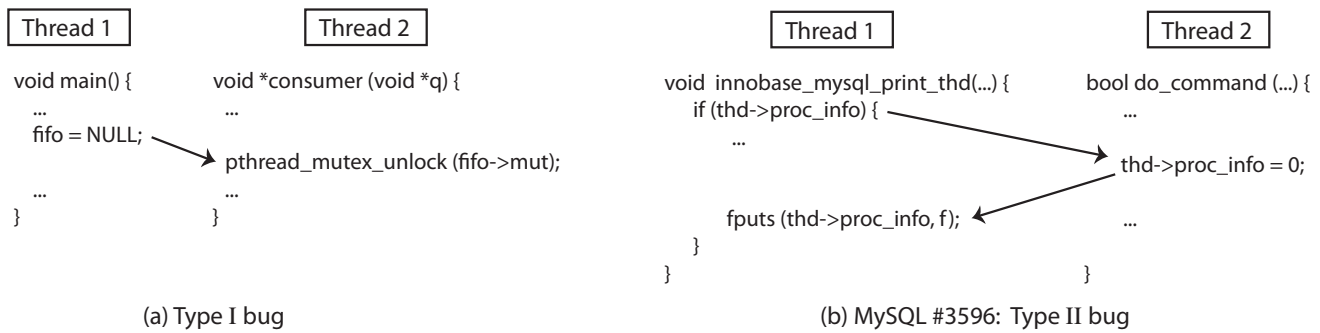 Thread 1
Thread 2
void main() {
...
fifo = NULL;
...
}
void *consumer (void *q) {
...
pthread_mutex_unlock (fifo->mut);
...
}
(a) Type I bug
Thread 1
Thread 2
void innobase_mysql_print_thd(...) {
if (thd->proc_info) {
...
fputs (thd->proc_info, f);
}
}
bool do_command (...) {
...
thd->proc_info = 0;
...
}
(b) MySQL #3596: Type II bug